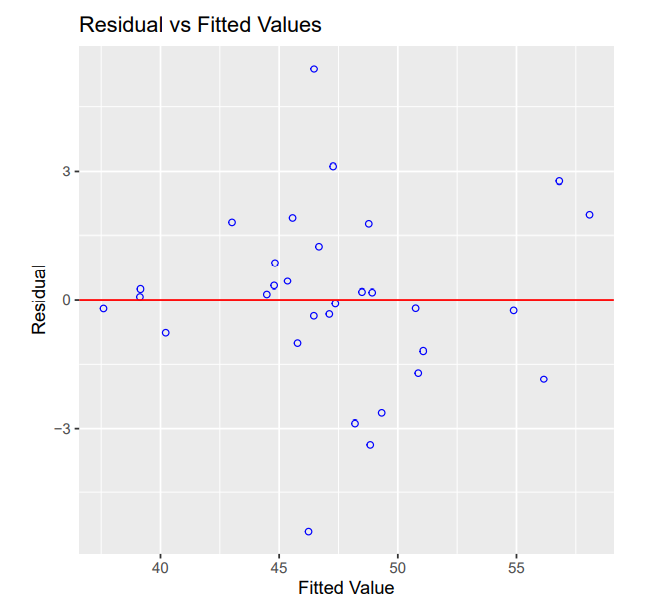 Residual vs Fitted Values
3
0
−3
Residual
40 45 50 55
Fitted Value